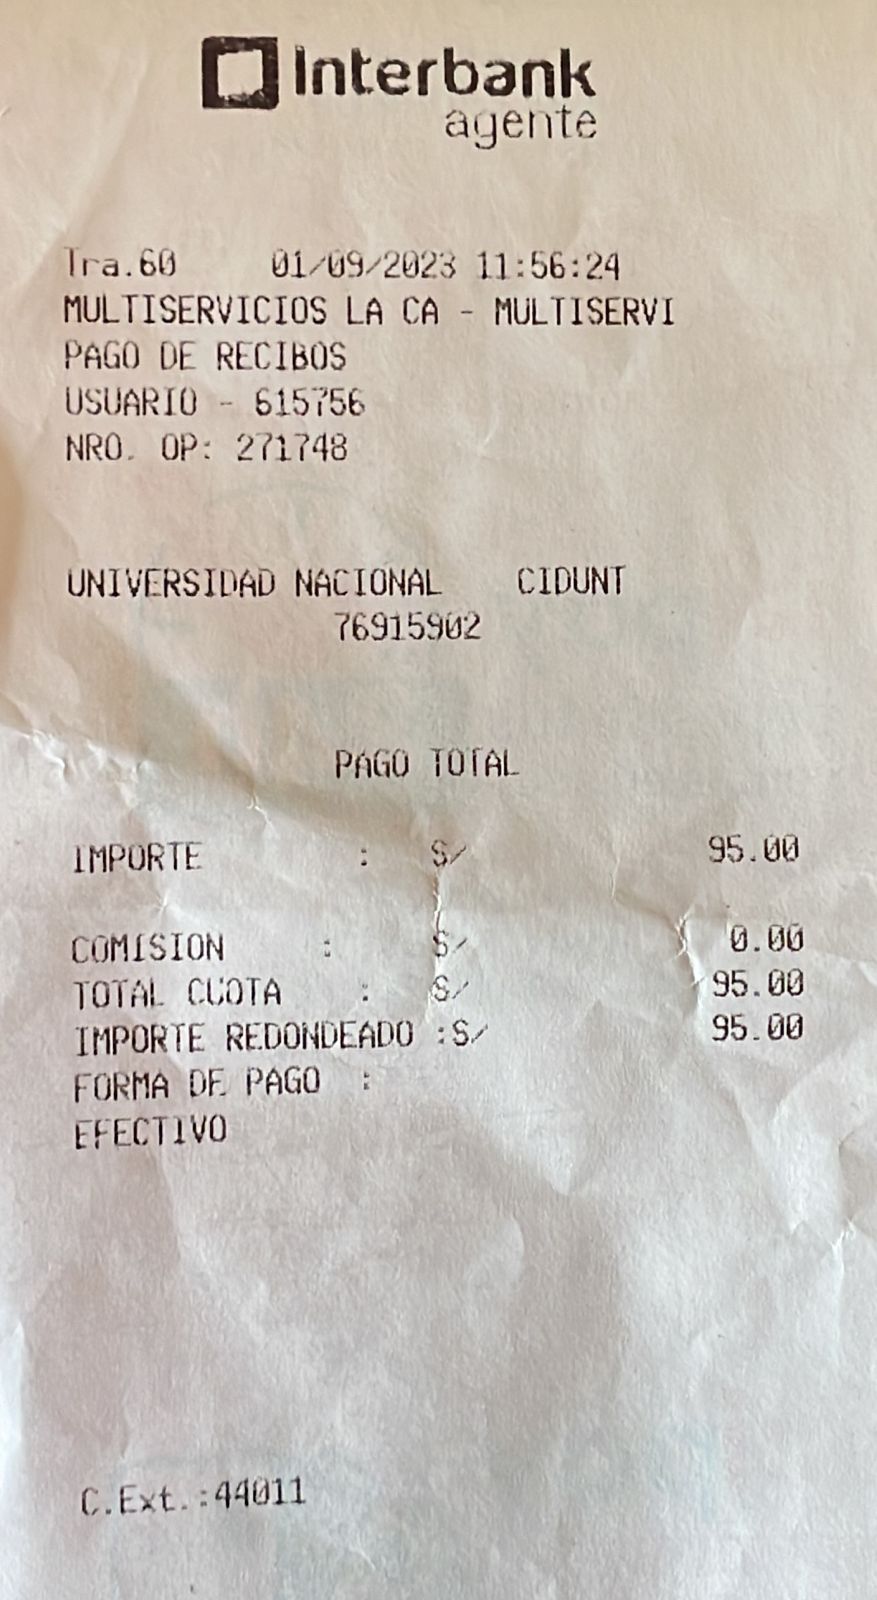 Interbank
agente
Tra.60 01/09/2023 11:56:24
MULTISERVICIOS LA CA - MULTISERVI
PAGO DE RECIBOS
USUARIO - 615756
NRO. OP: 271748
UNIVERSIDAD NACIONAL CIDUNT
76915902
PAGO TOTAL
IMPORTE : S/ 95.00
COMISION : S/ 0.00
TOTAL CUOTA : S/ 95.00
IMPORTE REDONDEADO :S/ 95.00
FORMA DE PAGO :
EFECTIVO
C.Ext.:44011